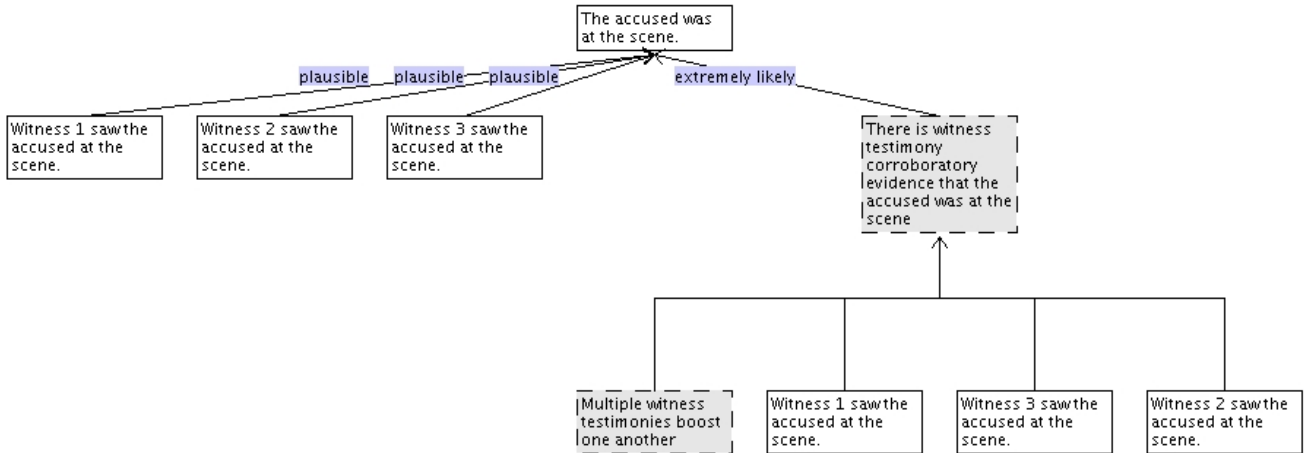 The accused was
at the scene.
plausible
plausible
plausible
extremely likely
Witness 1 saw the
accused at the
scene.
Witness 2 saw the
accused at the
scene.
Witness 3 saw the
accused at the
scene.
There is witness
testimony
corroboratory
evidence that the
accused was at the
scene
Multiple witness
testimonies boost
one another
Witness 1 saw the
accused at the
scene.
Witness 3 saw the
accused at the
scene.
Witness 2 saw the
accused at the
scene.